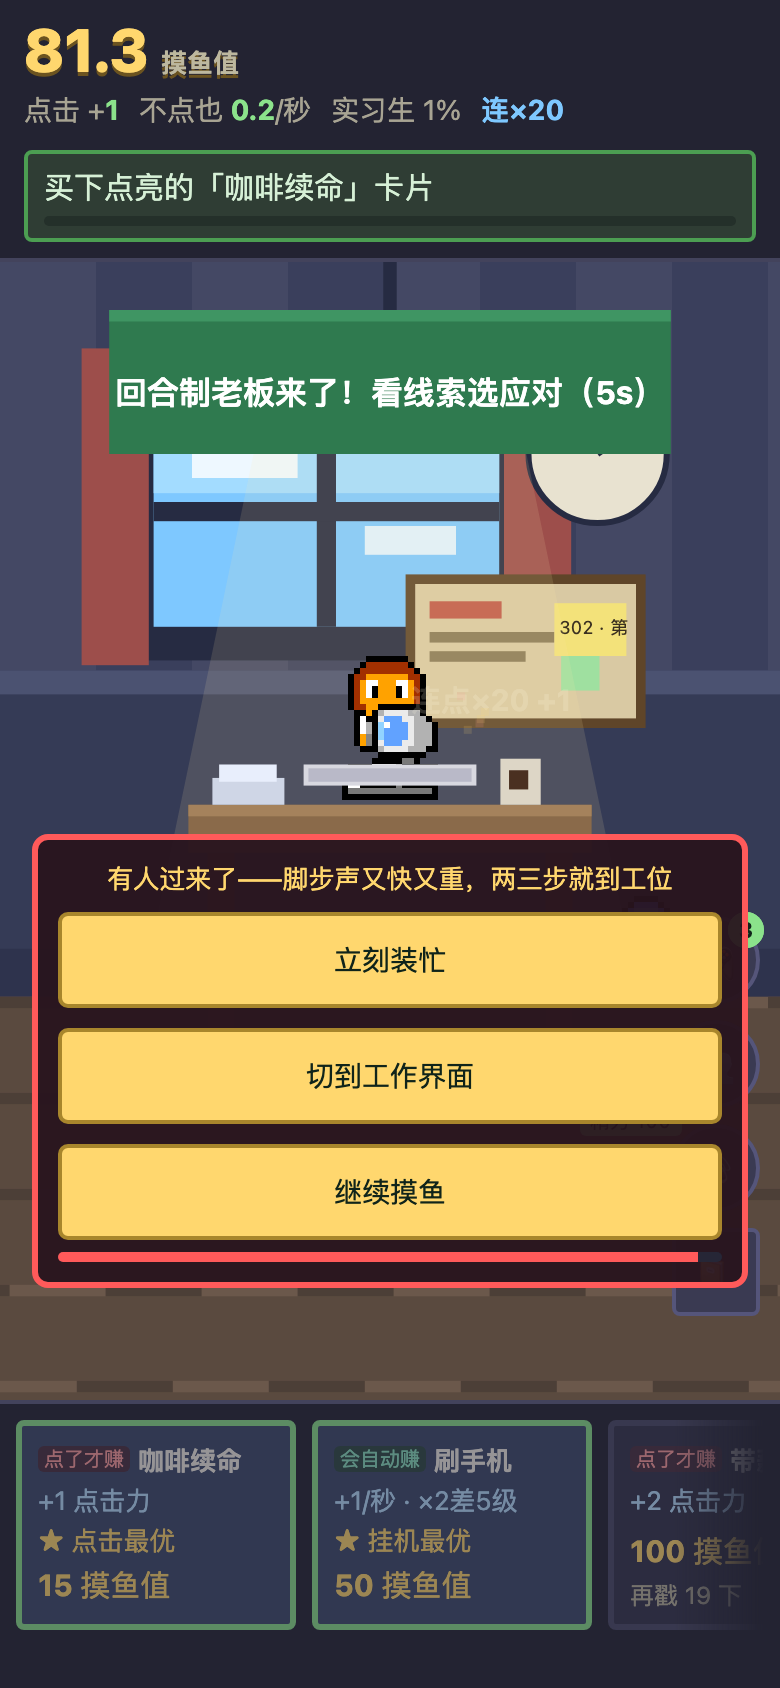 81.3 摸鱼值
点击 +1 不点也 0.2/秒 实习生 1% 连×20
买下点亮的「咖啡续命」卡片
回合制老板来了！看线索选应对（5s）
302 · 第
连点×20 +1
有人过来了——脚步声又快又重，两三步就到工位
立刻装忙
切到工作界面
继续摸鱼
点了才赚 咖啡续命
+1 点击力
★ 点击最优
15 摸鱼值
会自动赚 刷手机
+1/秒 · ×2差5级
★ 挂机最优
50 摸鱼值
点了才赚 带
+2 点击力
100 摸鱼
再戳 19 下